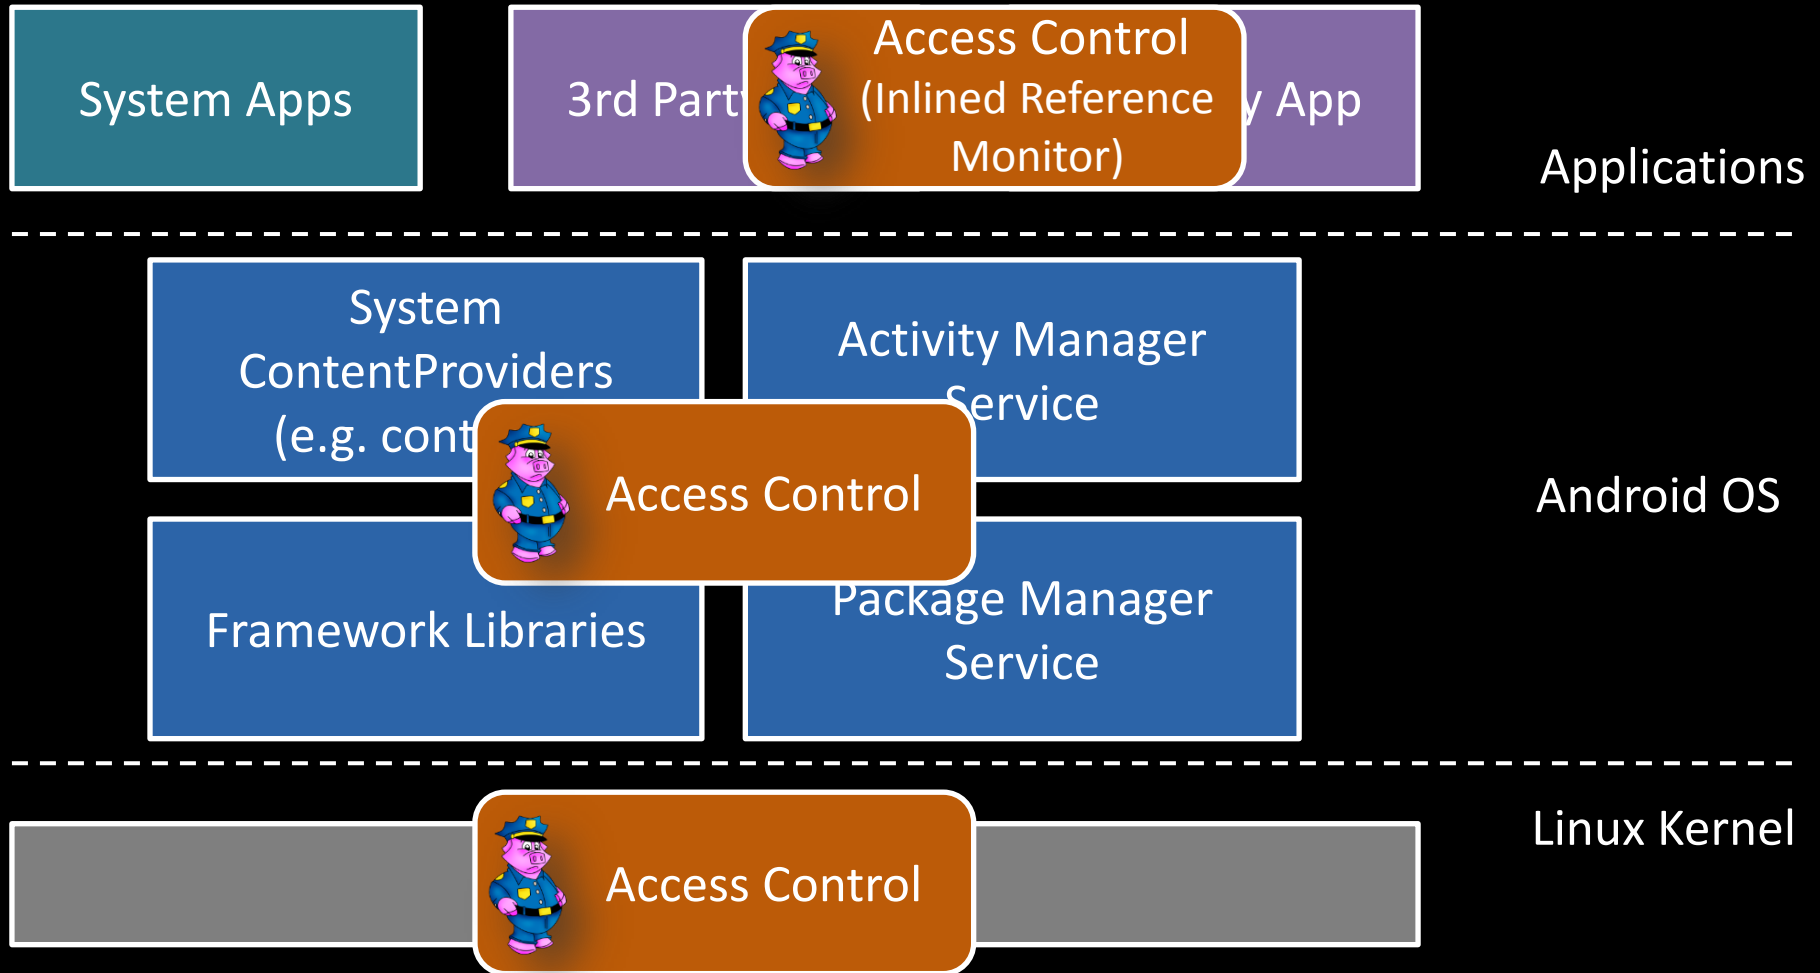 System Apps
3rd Part
Access Control
(Inlined Reference
Monitor)
y App
Applications
System
ContentProviders
(e.g. cont
Activity Manager
Service
Access Control
Android OS
Framework Libraries
Package Manager
Service
Linux Kernel
Access Control